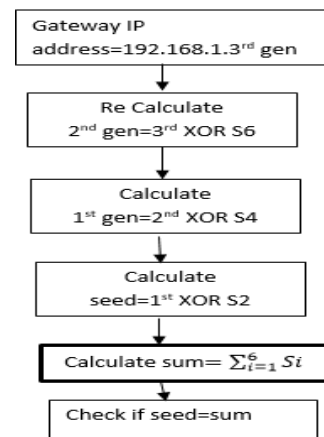 Gateway IP
address=192.168.1.3ʳᵈ gen
Re Calculate
2ⁿᵈ gen=3ʳᵈ XOR S6
Calculate
1ˢᵗ gen=2ⁿᵈ XOR S4
Calculate
seed=1ˢᵗ XOR S2
Calculate sum= ∑_{i=1}^{6} Si
Check if seed=sum